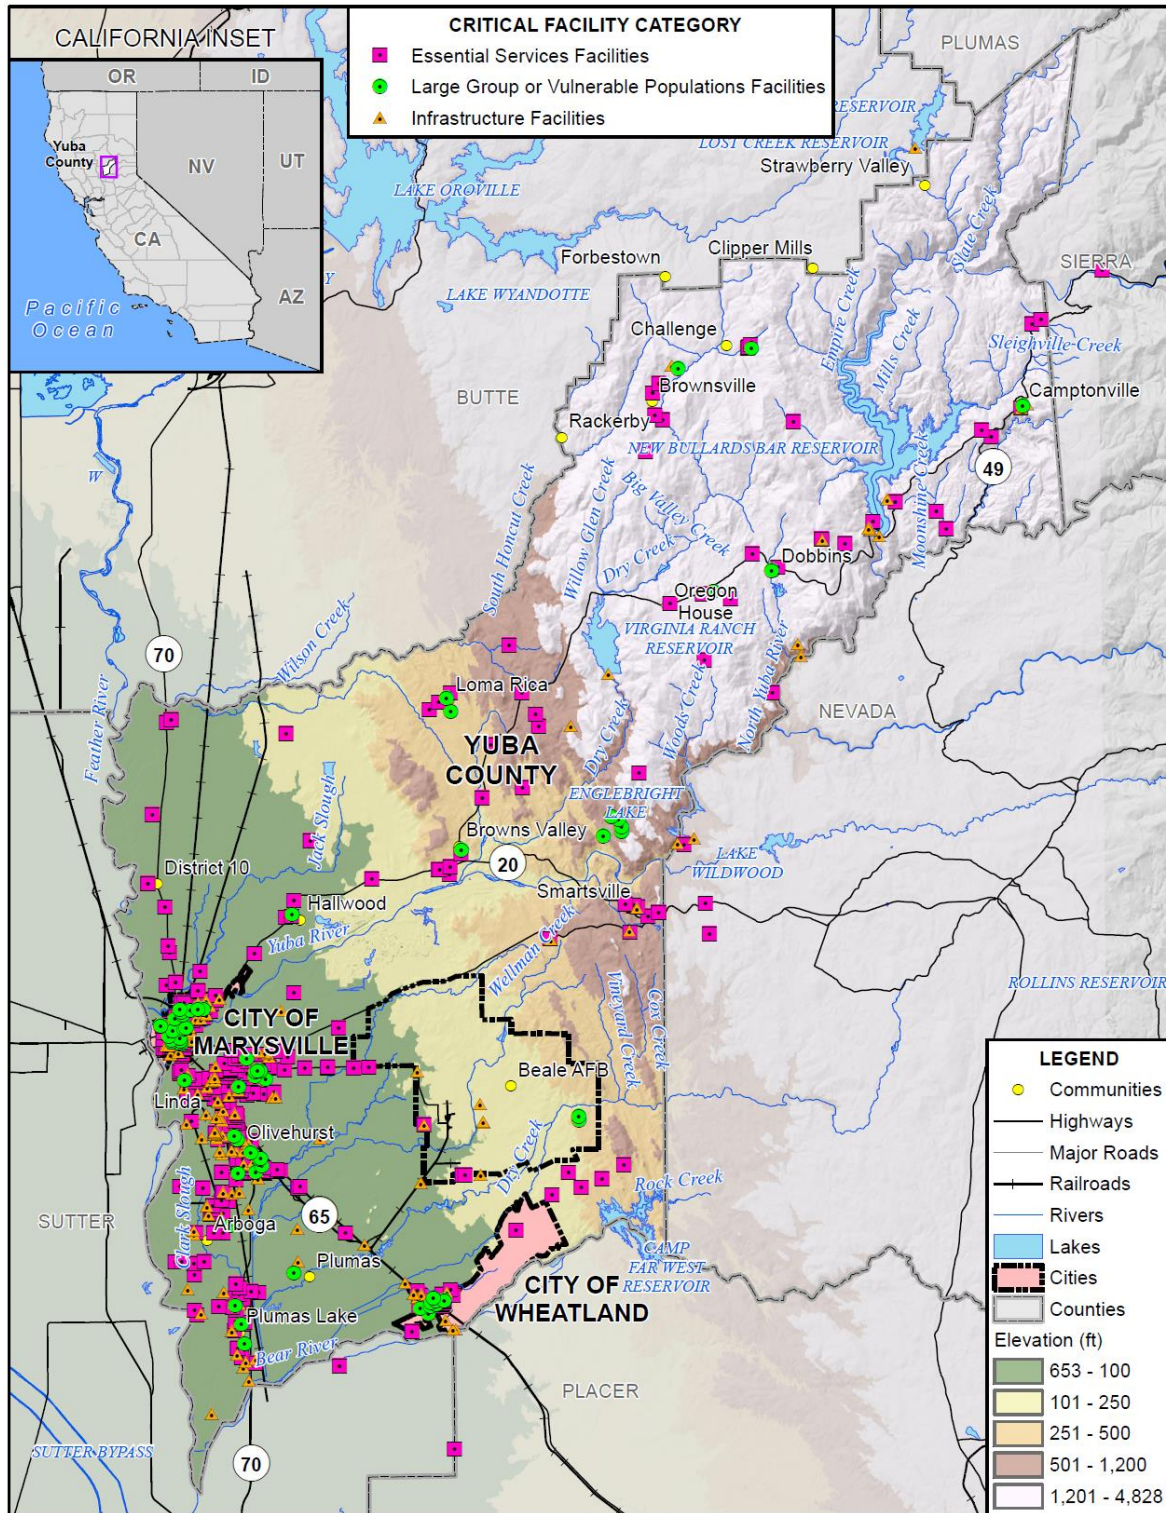 CALIFORNIA INSET
OR
ID
Yuba
County
NV
UT
CA
AZ
Pacific
Ocean
CRITICAL FACILITY CATEGORY
Essential Services Facilities
Large Group or Vulnerable Populations Facilities
Infrastructure Facilities
PLUMAS
RESERVOIR
LOST CREEK RESERVOIR
Strawberry Valley
LAKE OROVILLE
Slate Creek
Forbestown
Clipper Mills
SIERRA
Y
LAKE WYANDOTTE
Empire Creek
Challenge
Mills Creek
Sleighville Creek
BUTTE
Brownsville
Camptonville
Rackerby
NEW BULLARDS BAR RESERVOIR
49
W
South Honcut Creek
Willow Glen Creek
Big Valley Creek
Moonshine Creek
Dry Creek
Dobbins
Oregon
House
VIRGINIA RANCH
RESERVOIR
70
Wilson Creek
Feather River
Loma Rica
Woods Creek
North Yuba River
NEVADA
YUBA
COUNTY
Dry Creek
ENGLEBRIGHT
LAKE
Jack Slough
Browns Valley
20
LAKE
WILDWOOD
District 10
Smartsville
Hallwood
Yuba River
Wellman Creek
Vineyard Creek
Cox Creek
ROLLINS RESERVOIR
CITY OF
MARYSVILLE
Beale AFB
Linda
Olivehurst
Dry Creek
Rock Creek
SUTTER
Clark Slough
Arboga
65
Plumas
CAMP
FAR WEST
RESERVOIR
CITY OF
WHEATLAND
Plumas Lake
Bear River
PLACER
SUTTER BYPASS
70
LEGEND
Communities
Highways
Major Roads
Railroads
Rivers
Lakes
Cities
Counties
Elevation (ft)
653 - 100
101 - 250
251 - 500
501 - 1,200
1,201 - 4,828